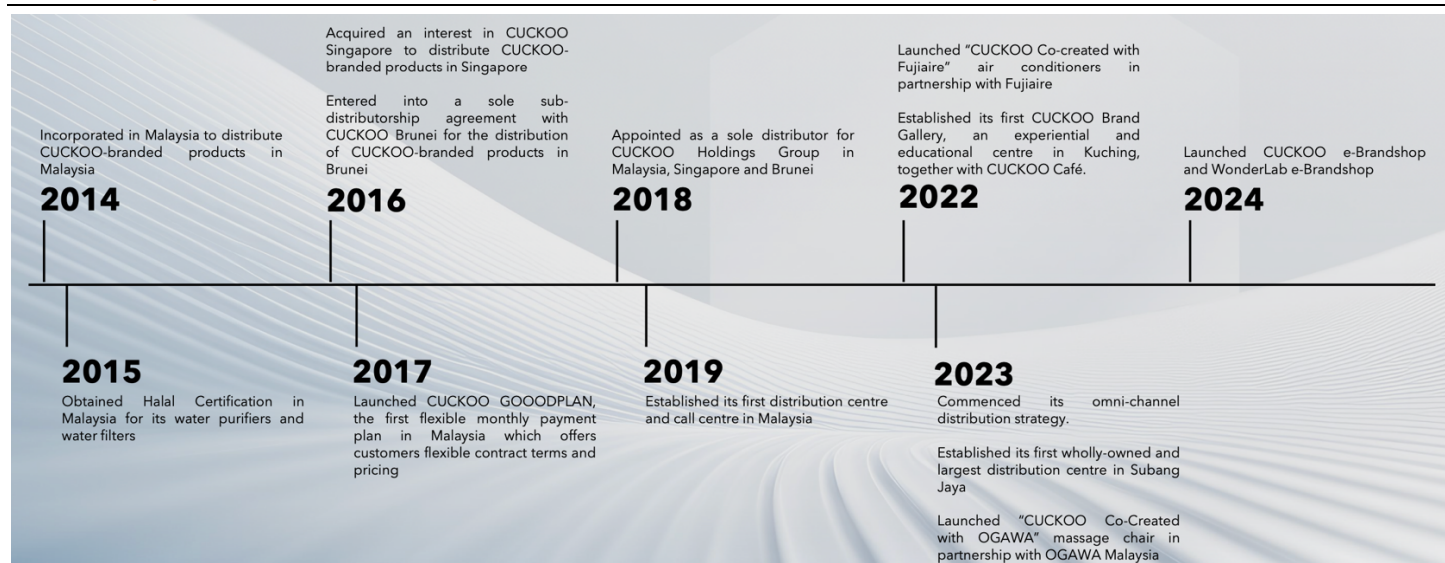 Incorporated in Malaysia to distribute
CUCKOO-branded products in
Malaysia
2014
Acquired an interest in CUCKOO
Singapore to distribute CUCKOO-
branded products in Singapore
Entered into a sole sub-
distributorship agreement with
CUCKOO Brunei for the distribution
of CUCKOO-branded products in
Brunei
2016
Appointed as a sole distributor for
CUCKOO Holdings Group in
Malaysia, Singapore and Brunei
2018
Launched “CUCKOO Co-created with
Fujiaire” air conditioners in
partnership with Fujiaire
Established its first CUCKOO Brand
Gallery, an experiential and
educational centre in Kuching,
together with CUCKOO Café.
2022
Launched CUCKOO e-Brandshop
and WonderLab e-Brandshop
2024
2015
Obtained Halal Certification in
Malaysia for its water purifiers and
water filters
2017
Launched CUCKOO GOOODPLAN,
the first flexible monthly payment
plan in Malaysia which offers
customers flexible contract terms and
pricing
2019
Established its first distribution centre
and call centre in Malaysia
2023
Commenced its omni-channel
distribution strategy.
Established its first wholly-owned and
largest distribution centre in Subang
Jaya
Launched “CUCKOO Co-Created
with OGAWA” massage chair in
partnership with OGAWA Malaysia